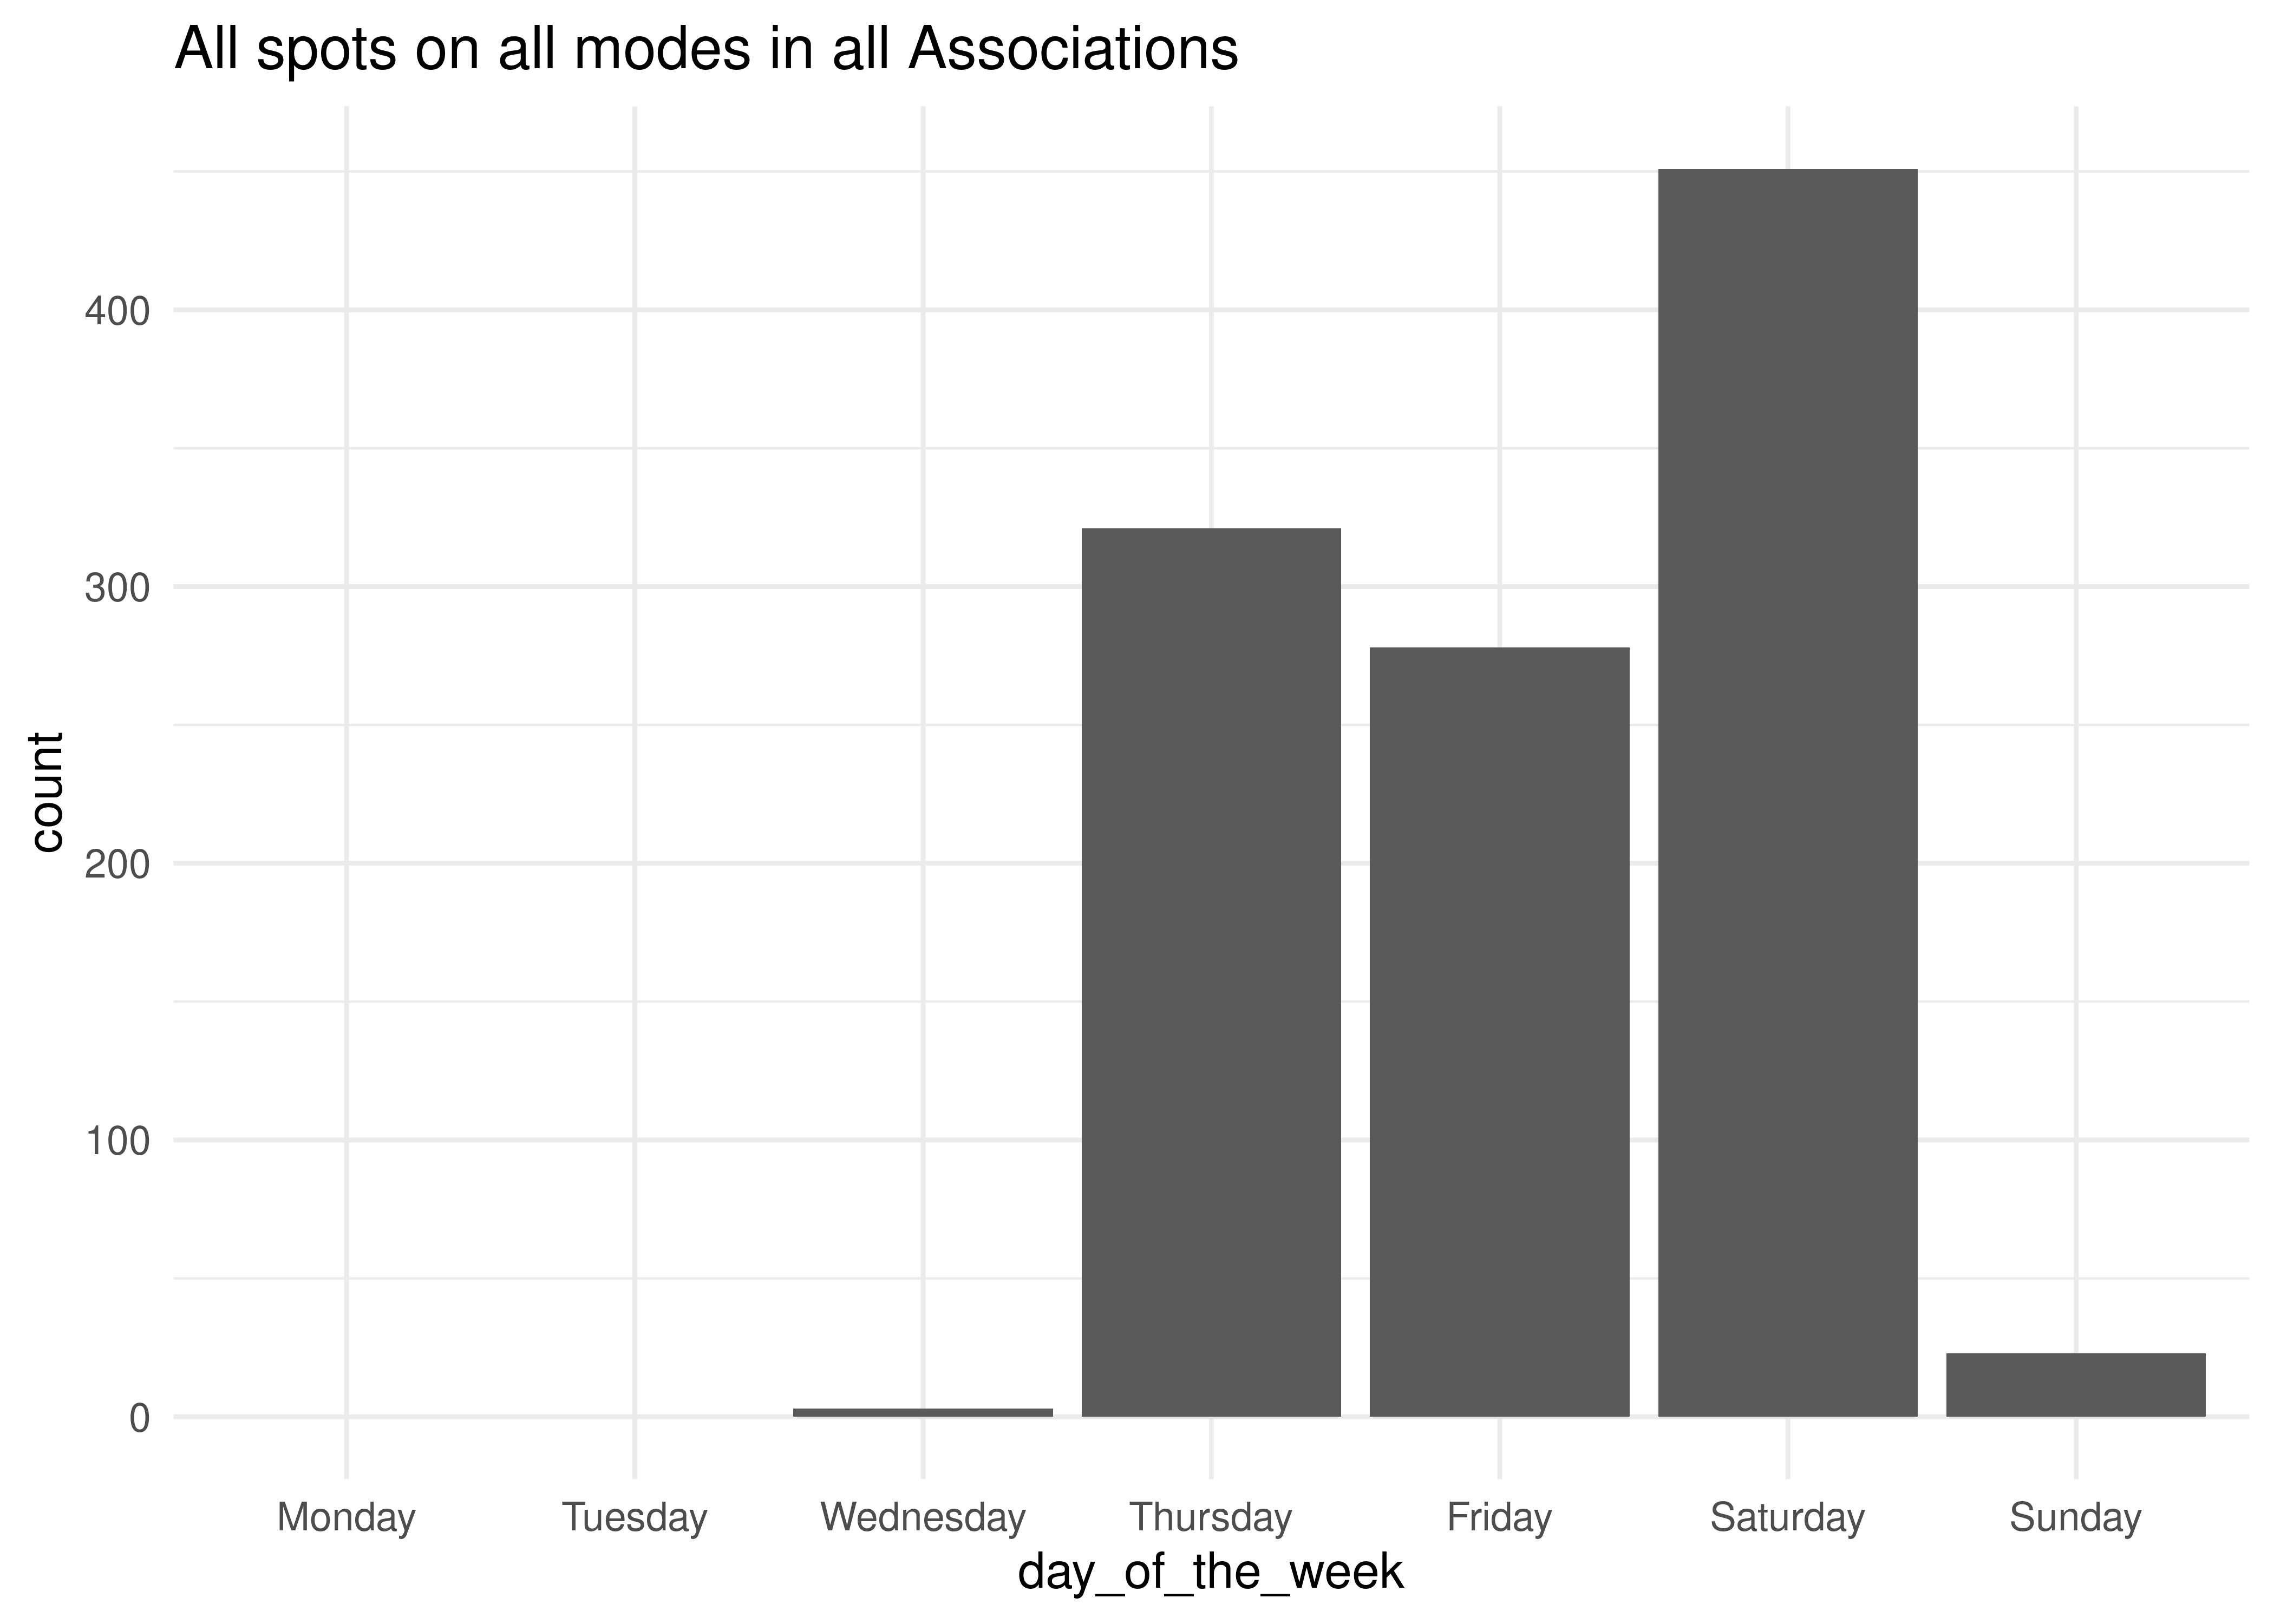 All spots on all modes in all Associations
400
300
200
100
0
count
Monday Tuesday Wednesday Thursday Friday Saturday Sunday
day_of_the_week